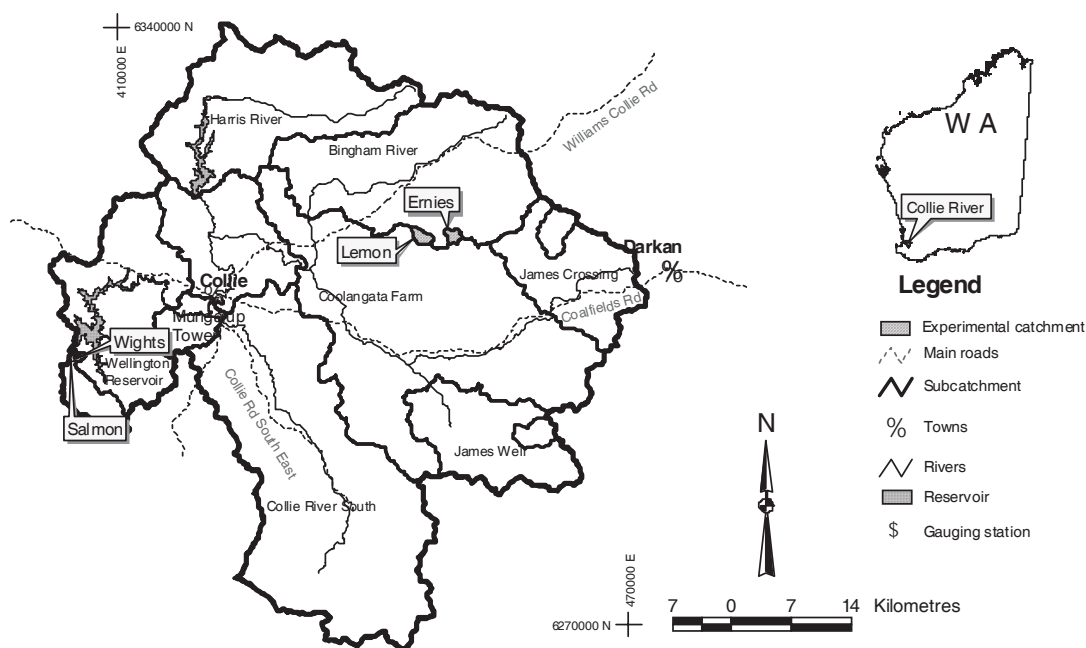 6340000 N
410000 E
Harris River
Bingham River
Williams Collie Rd
Ernies
Lemon
Darkan
%
James Crossing
Collie
Coolangata Farm
Coalfields Rd
Mungalup
Tower
Wights
Wellington
Reservoir
Salmon
Collie Rd South East
James Weir
Collie River South
W A
Collie River
Legend
Experimental catchment
Main roads
Subcatchment
% Towns
Rivers
Reservoir
$ Gauging station
N
470000 E
6270000 N
7 0 7 14 Kilometres